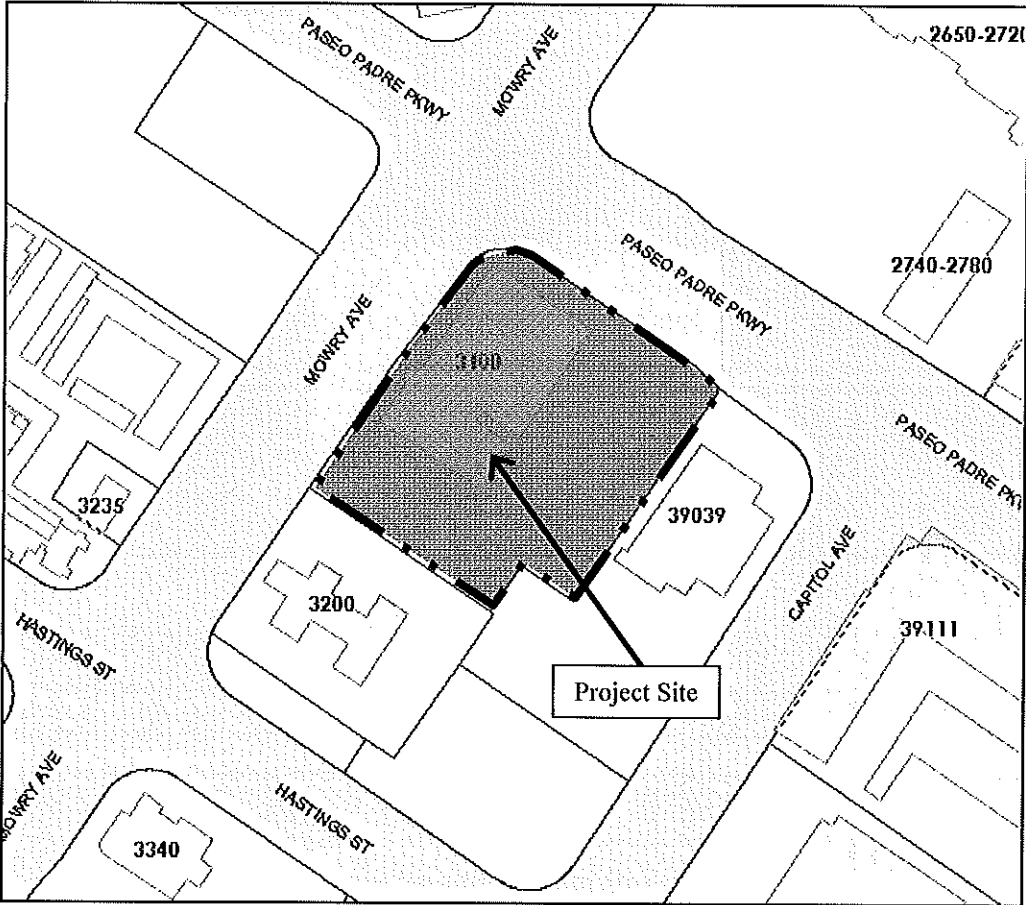 PASEO PADRE PKWY
MOWRY AVE
2650-2720
PASEO PADRE PKWY
2740-2780
MOWRY AVE
3100
PASEO PADRE PKW
3235
39039
CAPITOL AVE
3200
39111
HASTINGS ST
Project Site
MOWRY AVE
HASTINGS ST
3340